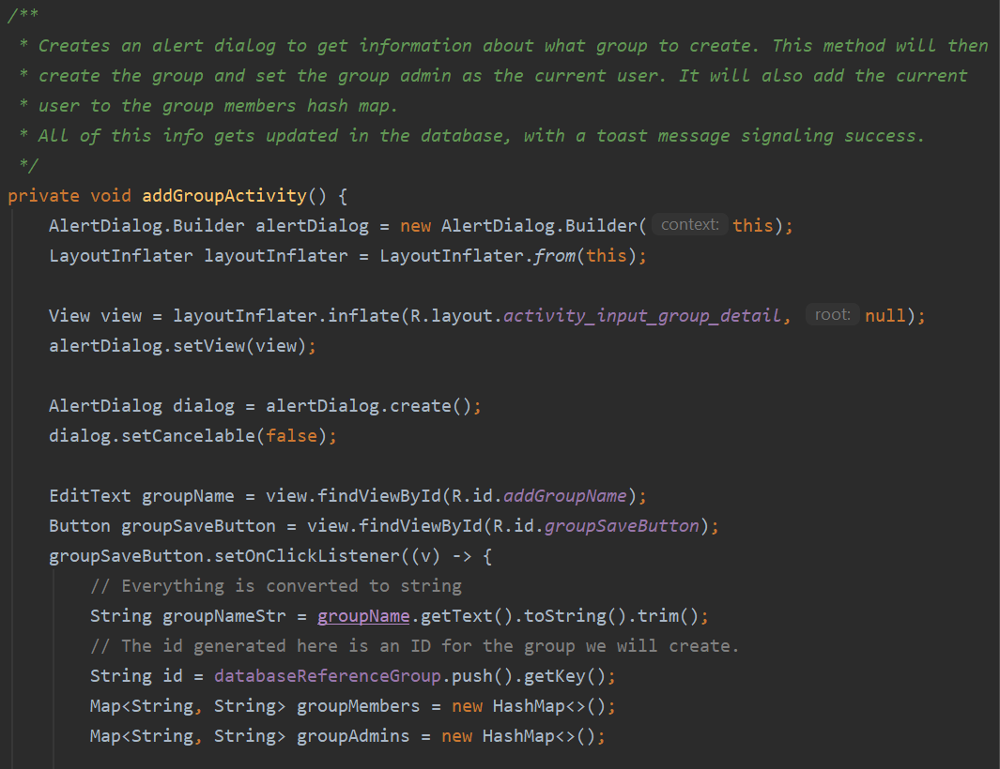 /**
 * Creates an alert dialog to get information about what group to create. This method will then
 * create the group and set the group admin as the current user. It will also add the current
 * user to the group members hash map.
 * All of this info gets updated in the database, with a toast message signaling success.
 */
private void addGroupActivity() {
    AlertDialog.Builder alertDialog = new AlertDialog.Builder( context: this);
    LayoutInflater layoutInflater = LayoutInflater.from(this);

    View view = layoutInflater.inflate(R.layout.activity_input_group_detail, root: null);
    alertDialog.setView(view);

    AlertDialog dialog = alertDialog.create();
    dialog.setCancelable(false);

    EditText groupName = view.findViewById(R.id.addGroupName);
    Button groupSaveButton = view.findViewById(R.id.groupSaveButton);
    groupSaveButton.setOnClickListener((v) -> {
        // Everything is converted to string
        String groupNameStr = groupName.getText().toString().trim();
        // The id generated here is an ID for the group we will create.
        String id = databaseReferenceGroup.push().getKey();
        Map<String, String> groupMembers = new HashMap<>();
        Map<String, String> groupAdmins = new HashMap<>();